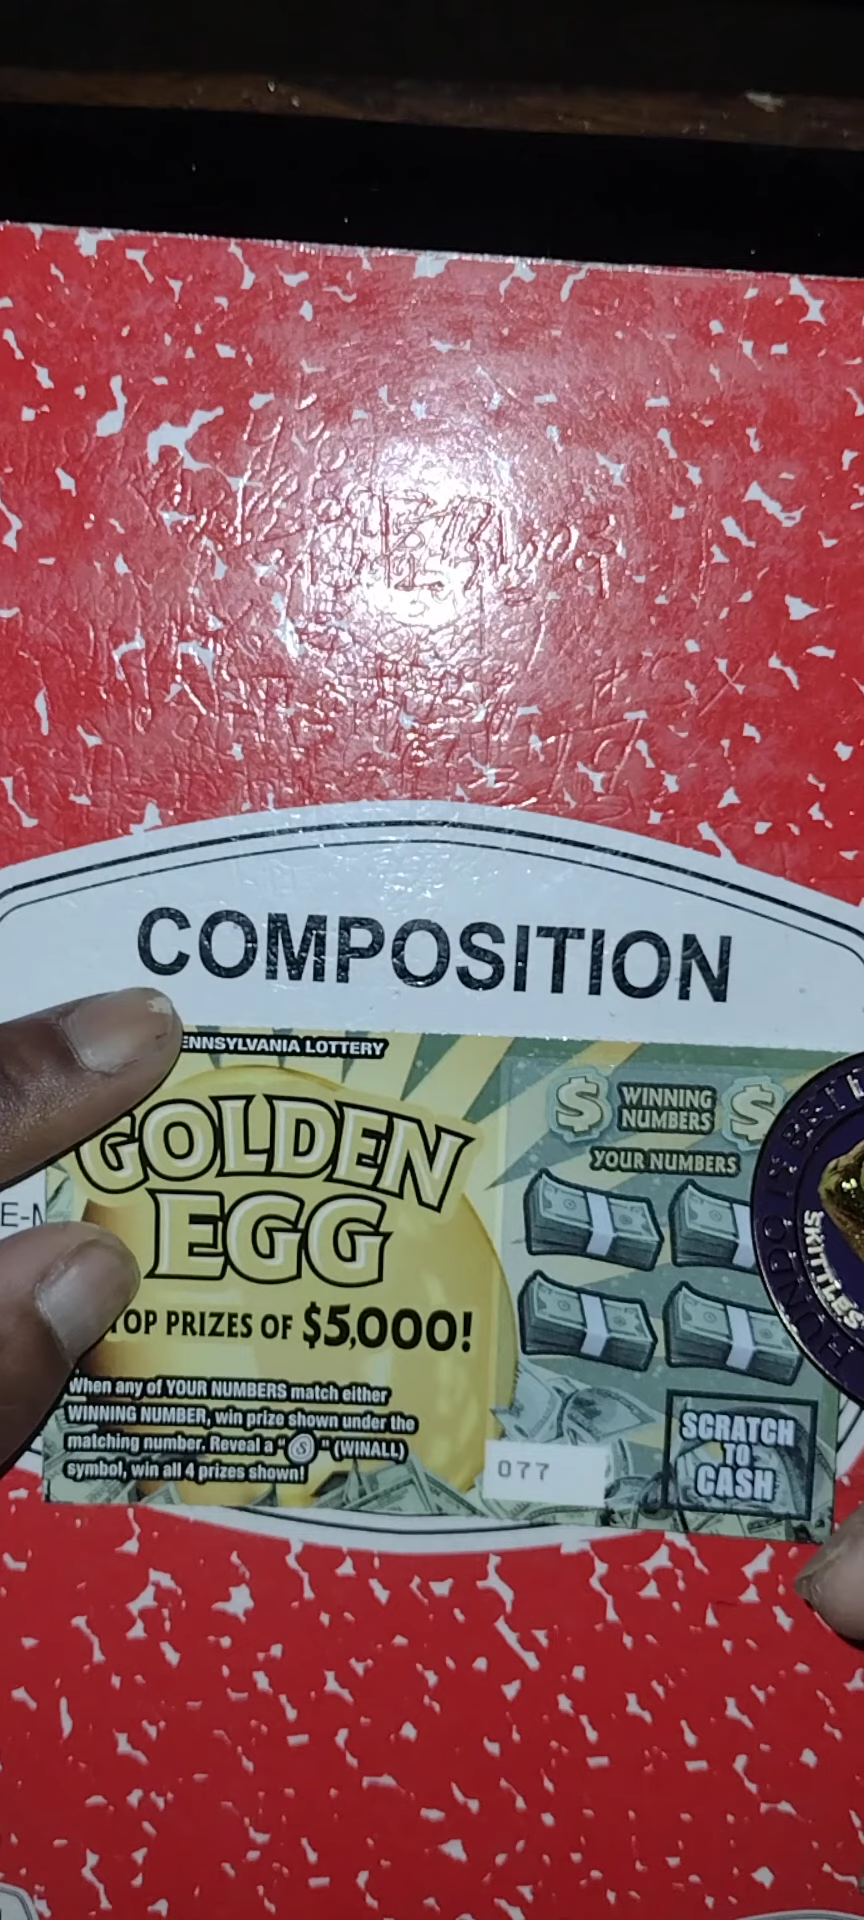 COMPOSITION
ENNSYLVANIA LOTTERY
GOLDEN
EGG
TOP PRIZES OF $5,000!
When any of YOUR NUMBERS match either
WINNING NUMBER, win prize shown under the
matching number. Reveal a "Ⓢ" (WINALL)
symbol, win all 4 prizes shown!
$ WINNING $
NUMBERS
YOUR NUMBERS
077
SCRATCH
TO
CASH
SKITTLES
HUNDO